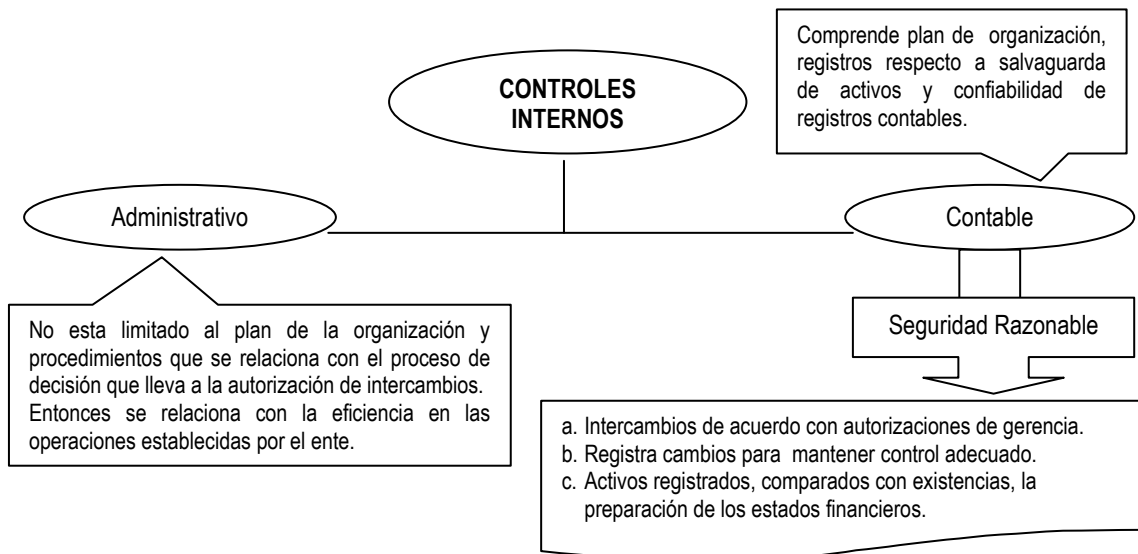 CONTROLES
INTERNOS
Comprende plan de organización,
registros respecto a salvaguarda
de activos y confiabilidad de
registros contables.
Administrativo
Contable
No esta limitado al plan de la organización y
procedimientos que se relaciona con el proceso de
decisión que lleva a la autorización de intercambios.
Entonces se relaciona con la eficiencia en las
operaciones establecidas por el ente.
Seguridad Razonable
a. Intercambios de acuerdo con autorizaciones de gerencia.
b. Registra cambios para mantener control adecuado.
c. Activos registrados, comparados con existencias, la
preparación de los estados financieros.